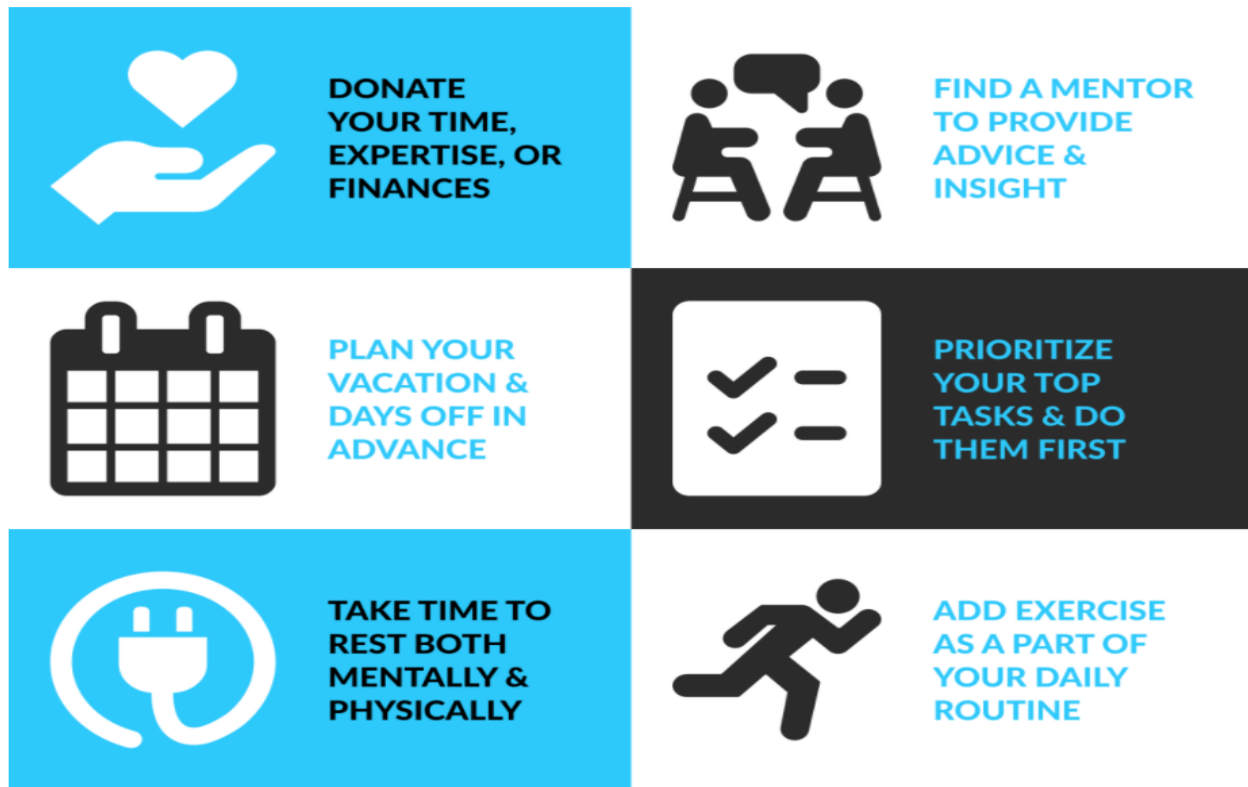 DONATE
YOUR TIME,
EXPERTISE, OR
FINANCES
FIND A MENTOR
TO PROVIDE
ADVICE &
INSIGHT
PLAN YOUR
VACATION &
DAYS OFF IN
ADVANCE
PRIORITIZE
YOUR TOP
TASKS & DO
THEM FIRST
TAKE TIME TO
REST BOTH
MENTALLY &
PHYSICALLY
ADD EXERCISE
AS A PART OF
YOUR DAILY
ROUTINE